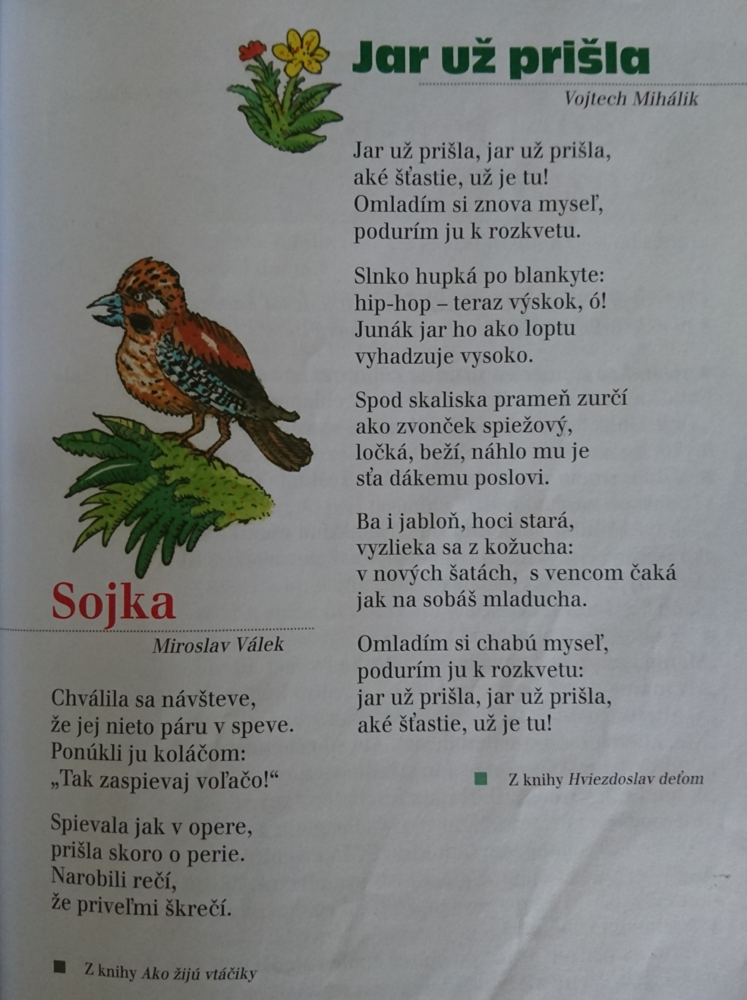 Jar už prišla
Vojtech Mihálik
Jar už prišla, jar už prišla,
aké šťastie, už je tu!
Omladím si znova myseľ,
podurím ju k rozkvetu.
Slnko hupká po blankyte:
hip-hop – teraz výskok, ó!
Junák jar ho ako loptu
vyhadzuje vysoko.
Spod skaliska prameň zurčí
ako zvonček spiežový,
ločká, beží, náhlo mu je
sťa dákemu poslovi.
Ba i jabloň, hoci stará,
vyzlieka sa z kožucha:
v nových šatách, s vencom čaká
jak na sobáš mladucha.
Omladím si chabú myseľ,
podurím ju k rozkvetu:
jar už prišla, jar už prišla,
aké šťastie, už je tu!
Z knihy Hviezdoslav deťom
Sojka
Miroslav Válek
Chválila sa návšteve,
že jej nieto páru v speve.
Ponúkli ju koláčom:
„Tak zaspievaj voľačo!“
Spievala jak v opere,
prišla skoro o perie.
Narobili rečí,
že priveľmi škrečí.
Z knihy Ako žijú vtáčiky